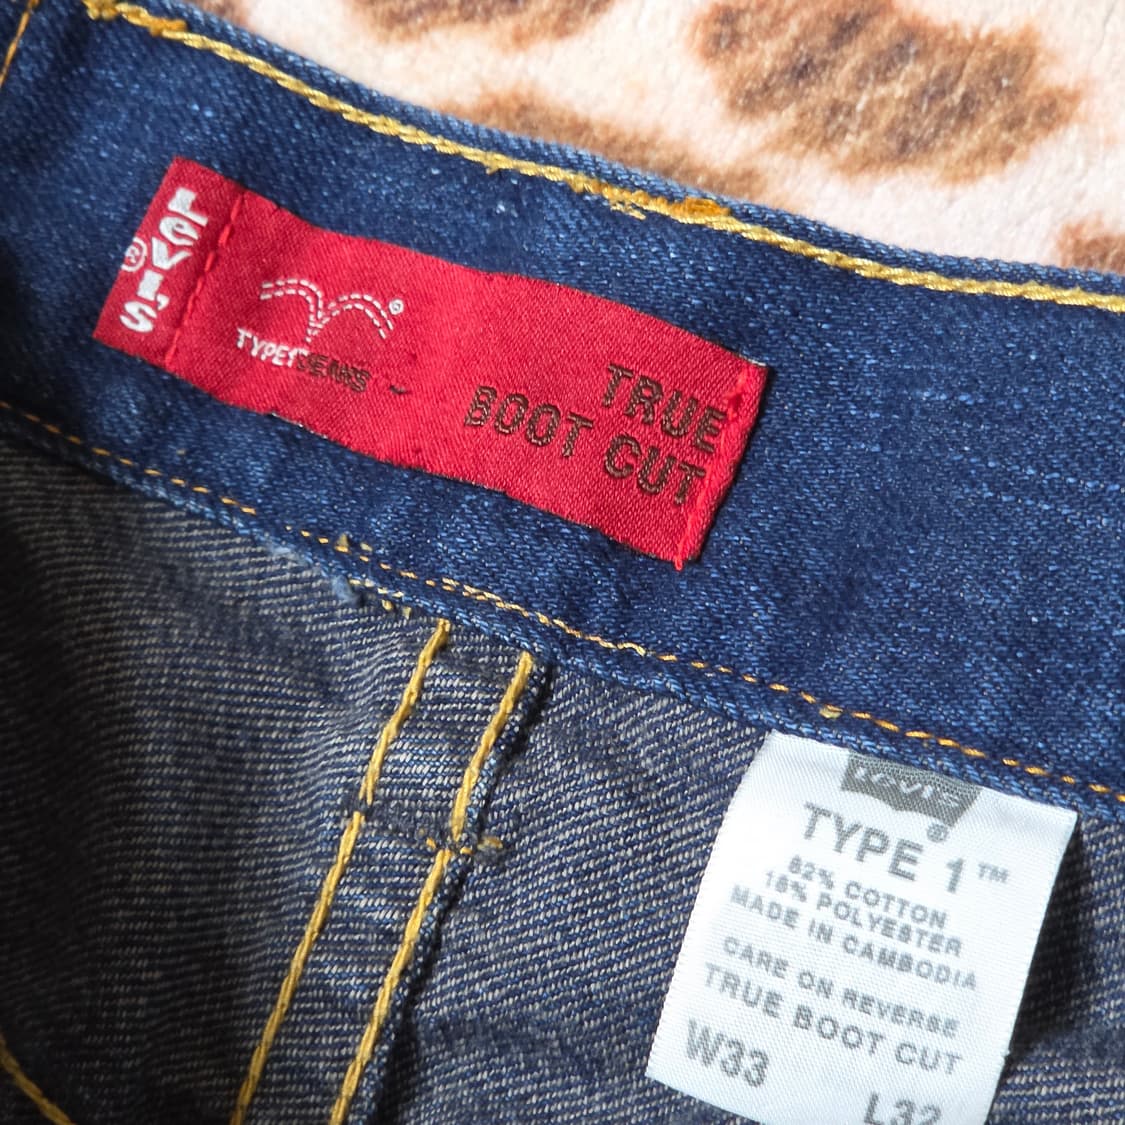 Levi's®
®
TYPE1 JEANS
TRUE
BOOT CUT
LEVI'S
®
TYPE 1™
82% COTTON
18% POLYESTER
MADE IN CAMBODIA
CARE ON REVERSE
TRUE BOOT CUT
W33
L32